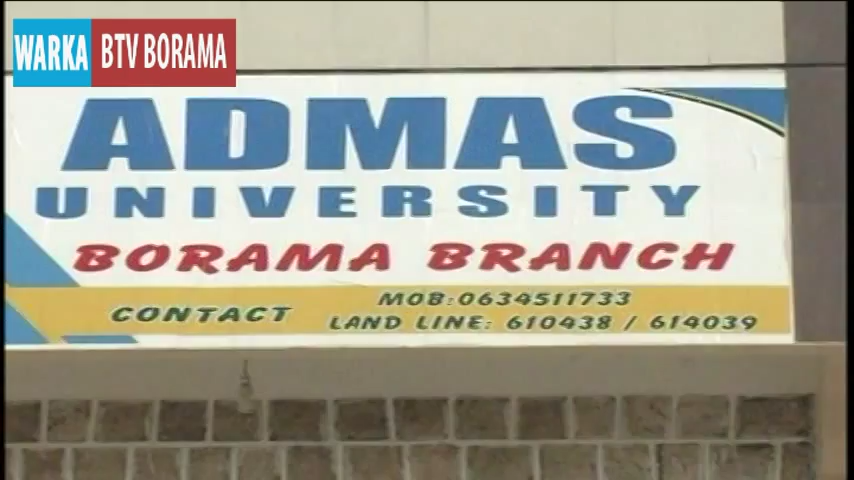 WARKA BTV BORAMA
ADMAS
UNIVERSITY
BORAMA BRANCH
CONTACT
MOB:0634511733
LAND LINE: 610438 / 614039